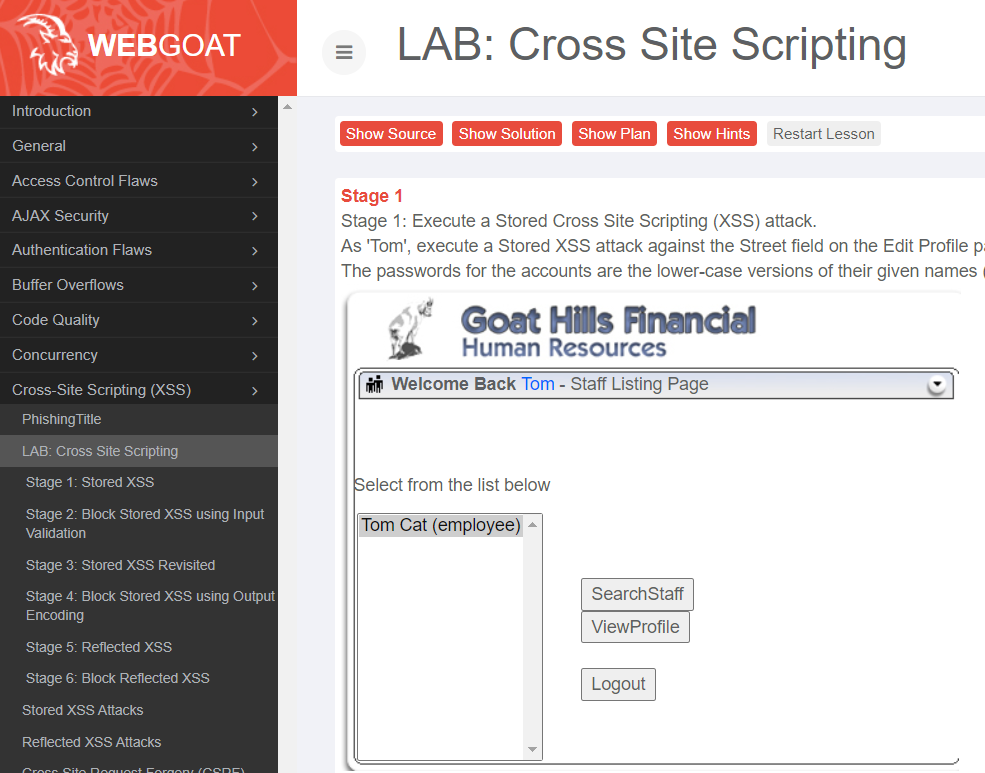 WEBGOAT
LAB: Cross Site Scripting
Introduction
General
Access Control Flaws
AJAX Security
Authentication Flaws
Buffer Overflows
Code Quality
Concurrency
Cross-Site Scripting (XSS)
PhishingTitle
LAB: Cross Site Scripting
Stage 1: Stored XSS
Stage 2: Block Stored XSS using Input
Validation
Stage 3: Stored XSS Revisited
Stage 4: Block Stored XSS using Output
Encoding
Stage 5: Reflected XSS
Stage 6: Block Reflected XSS
Stored XSS Attacks
Reflected XSS Attacks
Cross Site Request Forgery (CSRF)
Show Source Show Solution Show Plan Show Hints Restart Lesson
Stage 1
Stage 1: Execute a Stored Cross Site Scripting (XSS) attack.
As 'Tom', execute a Stored XSS attack against the Street field on the Edit Profile
The passwords for the accounts are the lower-case versions of their given names (
Goat Hills Financial
Human Resources
Welcome Back Tom - Staff Listing Page
Select from the list below
Tom Cat (employee)
SearchStaff
ViewProfile
Logout